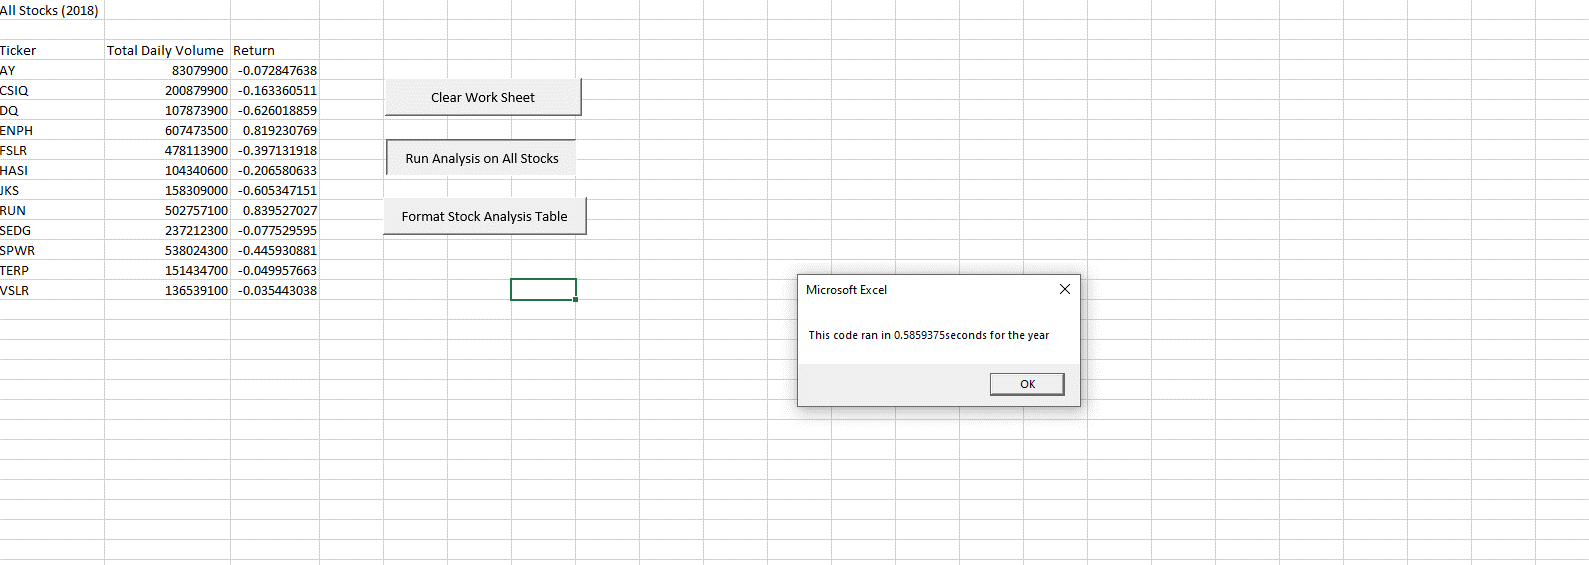 All Stocks (2018)
Ticker Total Daily Volume Return
AY 83079900 -0.072847638
CSIQ 200879900 -0.163360511
DQ 107873900 -0.626018859
ENPH 607473500 0.819230769
FSLR 478113900 -0.397131918
HASI 104340600 -0.206580633
JKS 158309000 -0.605347151
RUN 502757100 0.839527027
SEDG 237212300 -0.077529595
SPWR 538024300 -0.445930881
TERP 151434700 -0.049957663
VSLR 136539100 -0.035443038
Clear Work Sheet
Run Analysis on All Stocks
Format Stock Analysis Table
Microsoft Excel
This code ran in 0.5859375seconds for the year
OK